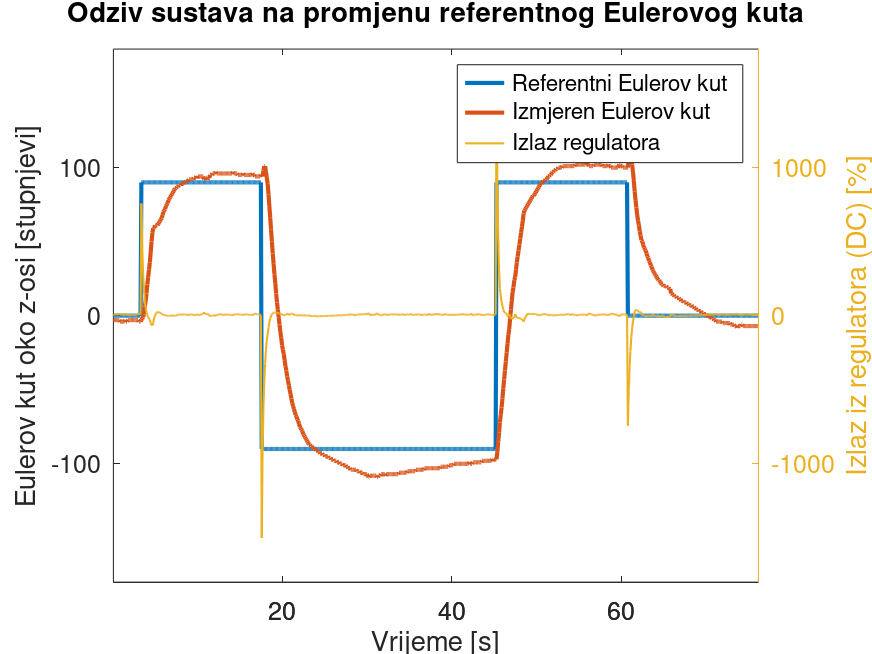 Odziv sustava na promjenu referentnog Eulerovog kuta
Referentni Eulerov kut
Izmjeren Eulerov kut
Izlaz regulatora
Eulerov kut oko z-osi [stupnjevi]
100
0
-100
1000
0
-1000
Izlaz iz regulatora (DC) [%]
20
40
60
Vrijeme [s]